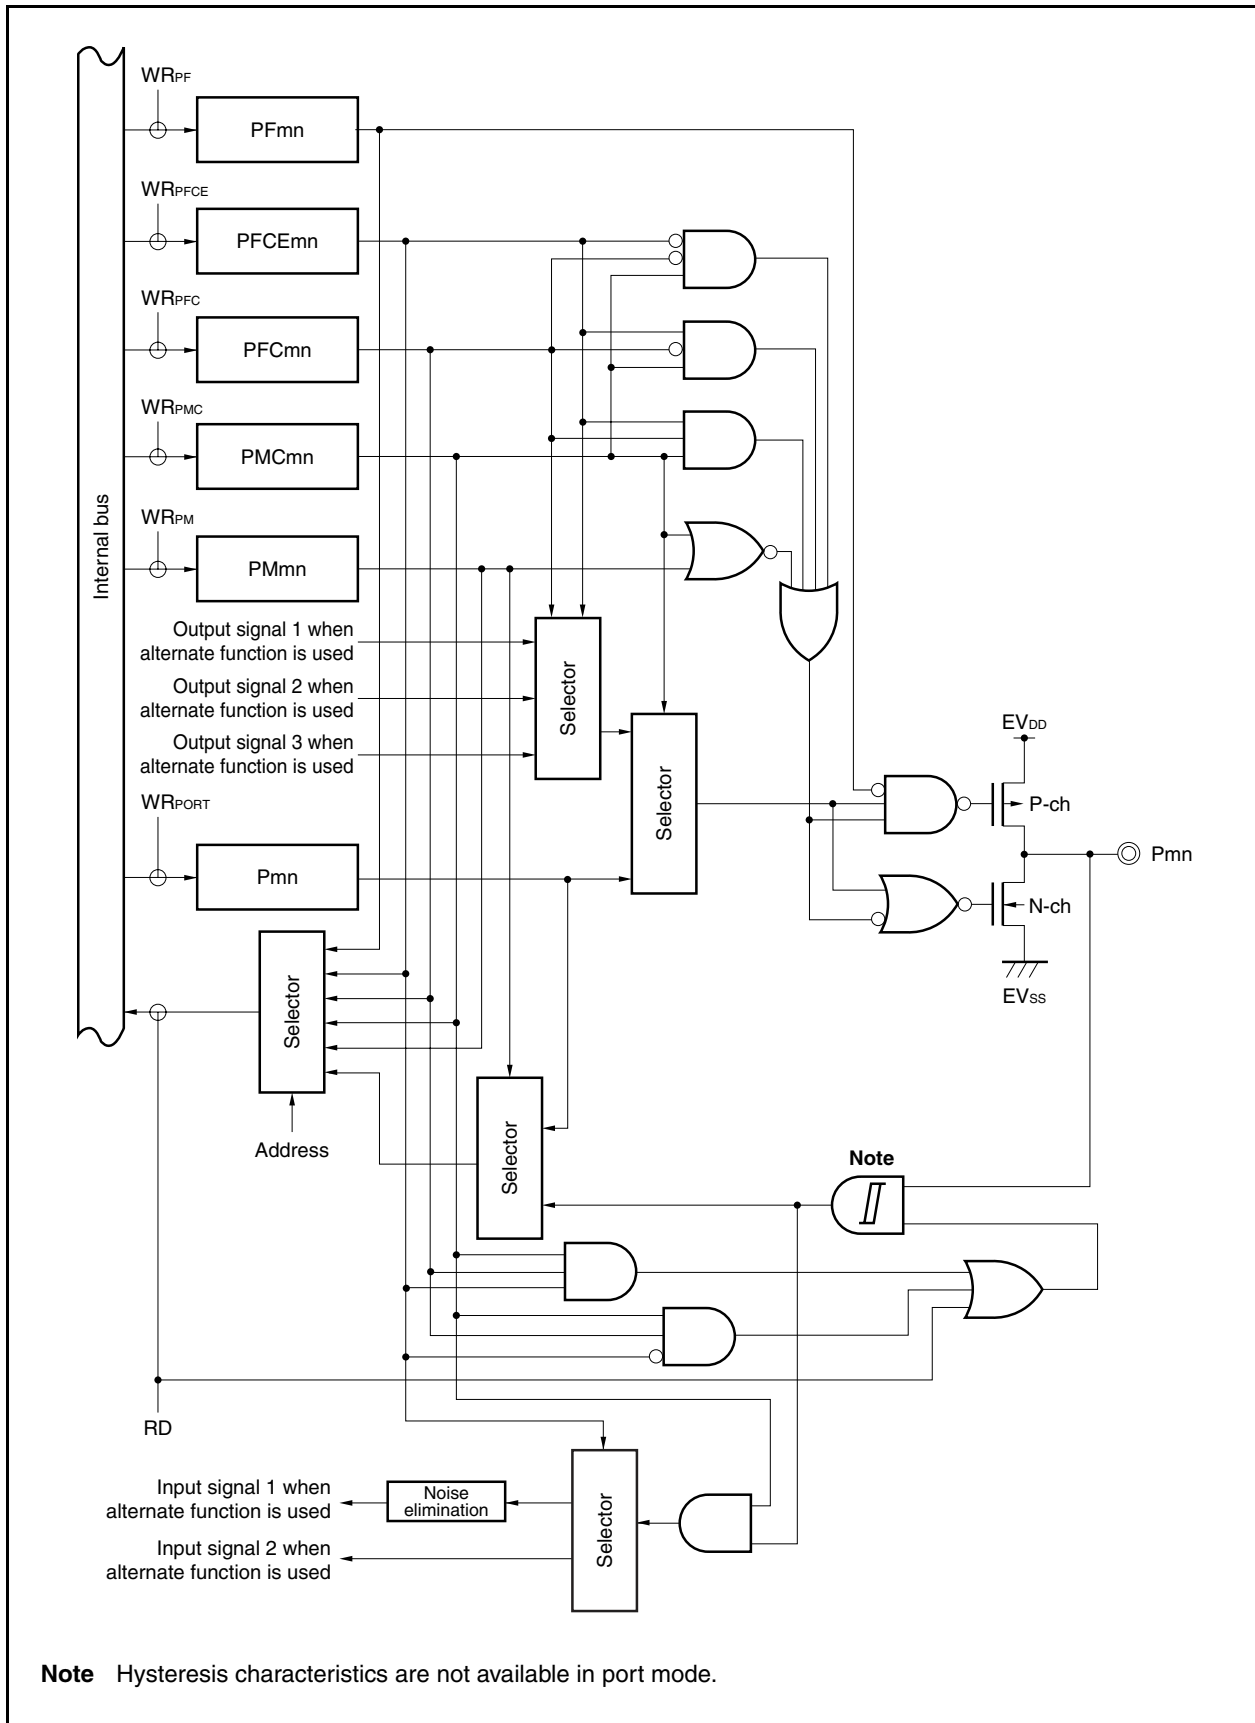 WRPF
PFmn
WRPFCE
PFCEmn
WRPFC
PFCmn
WRPMC
PMCmn
Internal bus
WRPM
PMmn
Output signal 1 when
alternate function is used
Output signal 2 when
alternate function is used
Output signal 3 when
alternate function is used
Selector
Selector
EVDD
P-ch
WRPORT
Pmn
Pmn
N-ch
EVSS
Selector
Address
Selector
Note
RD
Input signal 1 when
alternate function is used
Noise
elimination
Input signal 2 when
alternate function is used
Selector
Note Hysteresis characteristics are not available in port mode.